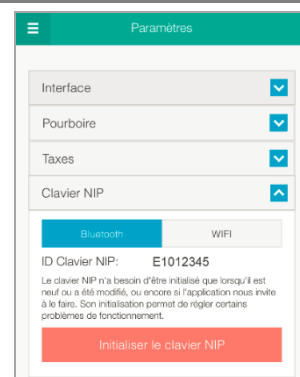 Paramètres
Interface
Pourboire
Taxes
Clavier NIP
Bluetooth WIFI
ID Clavier NIP: E1012345
Le clavier NIP n'a besoin d'être initialisé que lorsqu'il est
neuf ou a été modifié, ou encore si l'application nous invite
à le faire. Son initialisation permet de régler certains
problèmes de fonctionnement.
Initialiser le clavier NIP